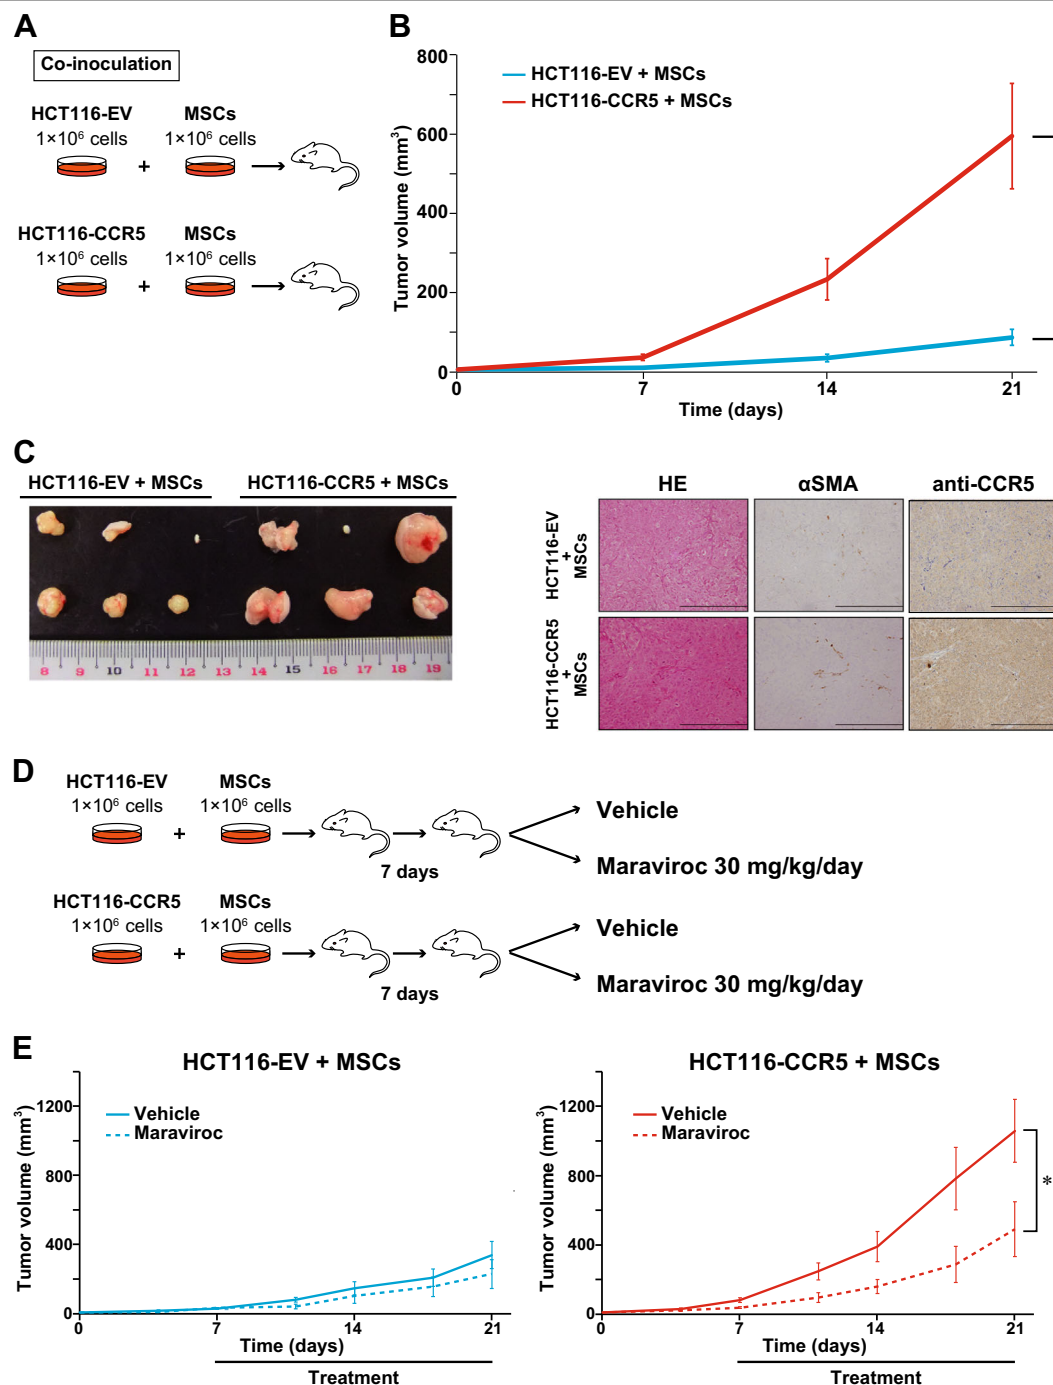 A
Co-inoculation
HCT116-EV MSCs
1×10⁶ cells 1×10⁶ cells
+
HCT116-CCR5 MSCs
1×10⁶ cells 1×10⁶ cells
+
B
HCT116-EV + MSCs
HCT116-CCR5 + MSCs
Tumor volume (mm³)
800
600
400
200
0
0 7 14 21
Time (days)
C
HCT116-EV + MSCs HCT116-CCR5 + MSCs
8 9 10 11 12 13 14 15 16 17 18 19
HE αSMA anti-CCR5
HCT116-EV
+
MSCs
HCT116-CCR5
+
MSCs
D
HCT116-EV MSCs
1×10⁶ cells 1×10⁶ cells
+
7 days
Vehicle
Maraviroc 30 mg/kg/day
HCT116-CCR5 MSCs
1×10⁶ cells 1×10⁶ cells
+
7 days
Vehicle
Maraviroc 30 mg/kg/day
E
HCT116-EV + MSCs
Vehicle
Maraviroc
Tumor volume (mm³)
1200
800
400
0
0 7 14 21
Time (days)
Treatment
HCT116-CCR5 + MSCs
Vehicle
Maraviroc
Tumor volume (mm³)
1200
800
400
0
0 7 14 21
Time (days)
Treatment
*